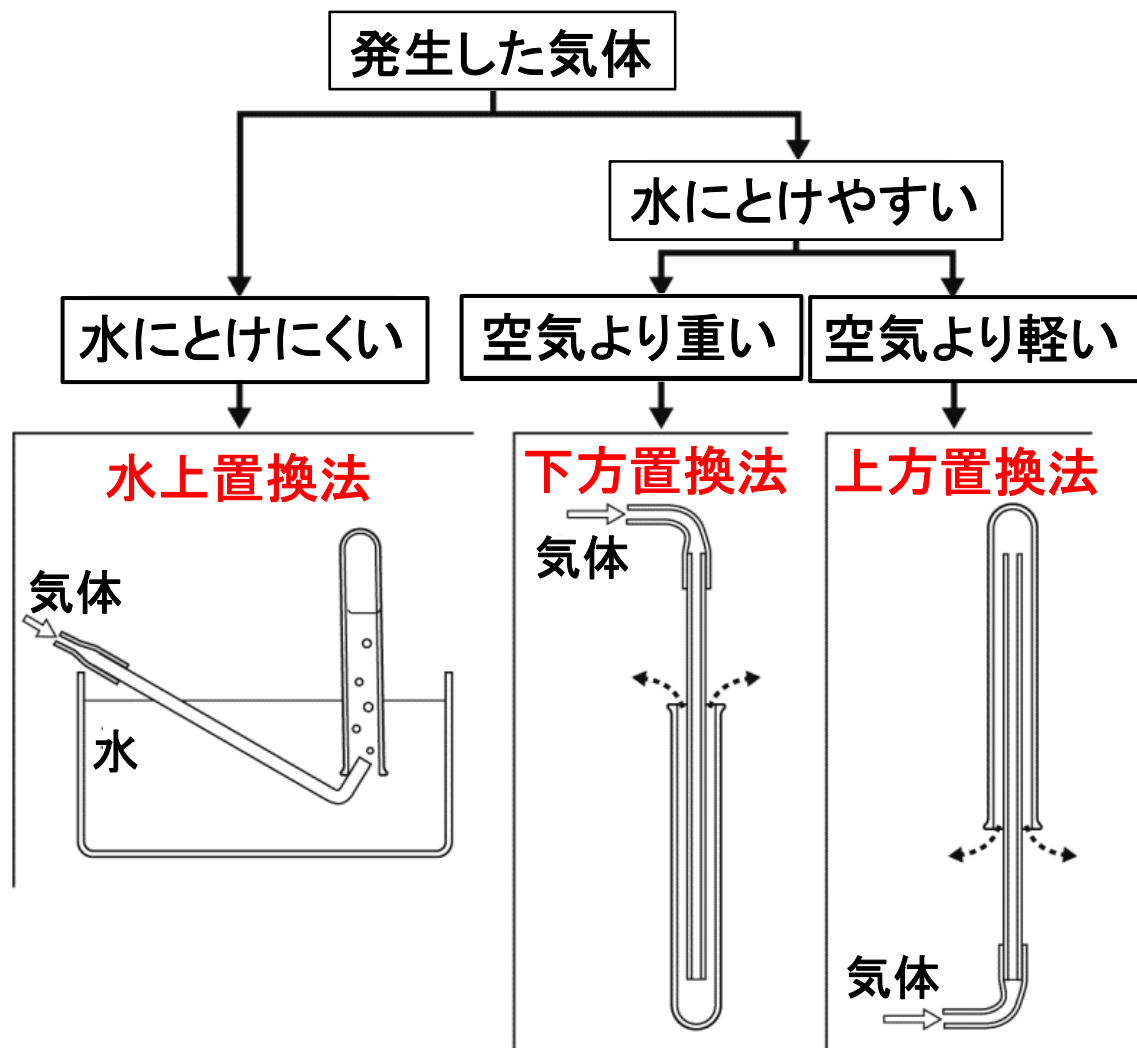 発生した気体
水にとけやすい
水にとけにくい
空気より重い
空気より軽い
水上置換法
下方置換法
上方置換法
気体
気体
水
気体